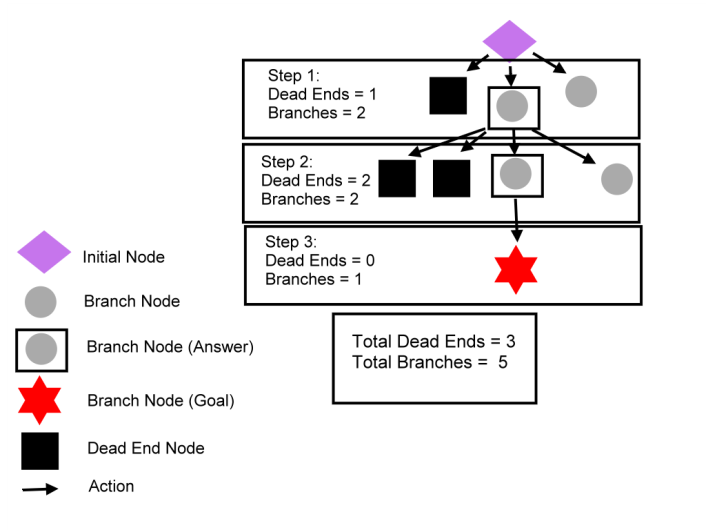 Step 1:
Dead Ends = 1
Branches = 2
Step 2:
Dead Ends = 2
Branches = 2
Step 3:
Dead Ends = 0
Branches = 1
Total Dead Ends = 3
Total Branches = 5
Initial Node
Branch Node
Branch Node (Answer)
Branch Node (Goal)
Dead End Node
Action